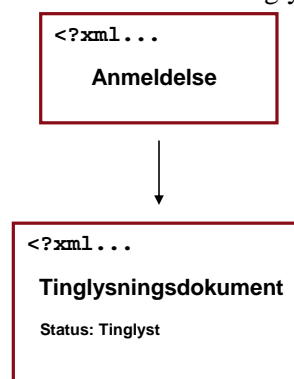 <?xml...
Anmeldelse
<?xml...
Tinglysningsdokument
Status: Tinglyst